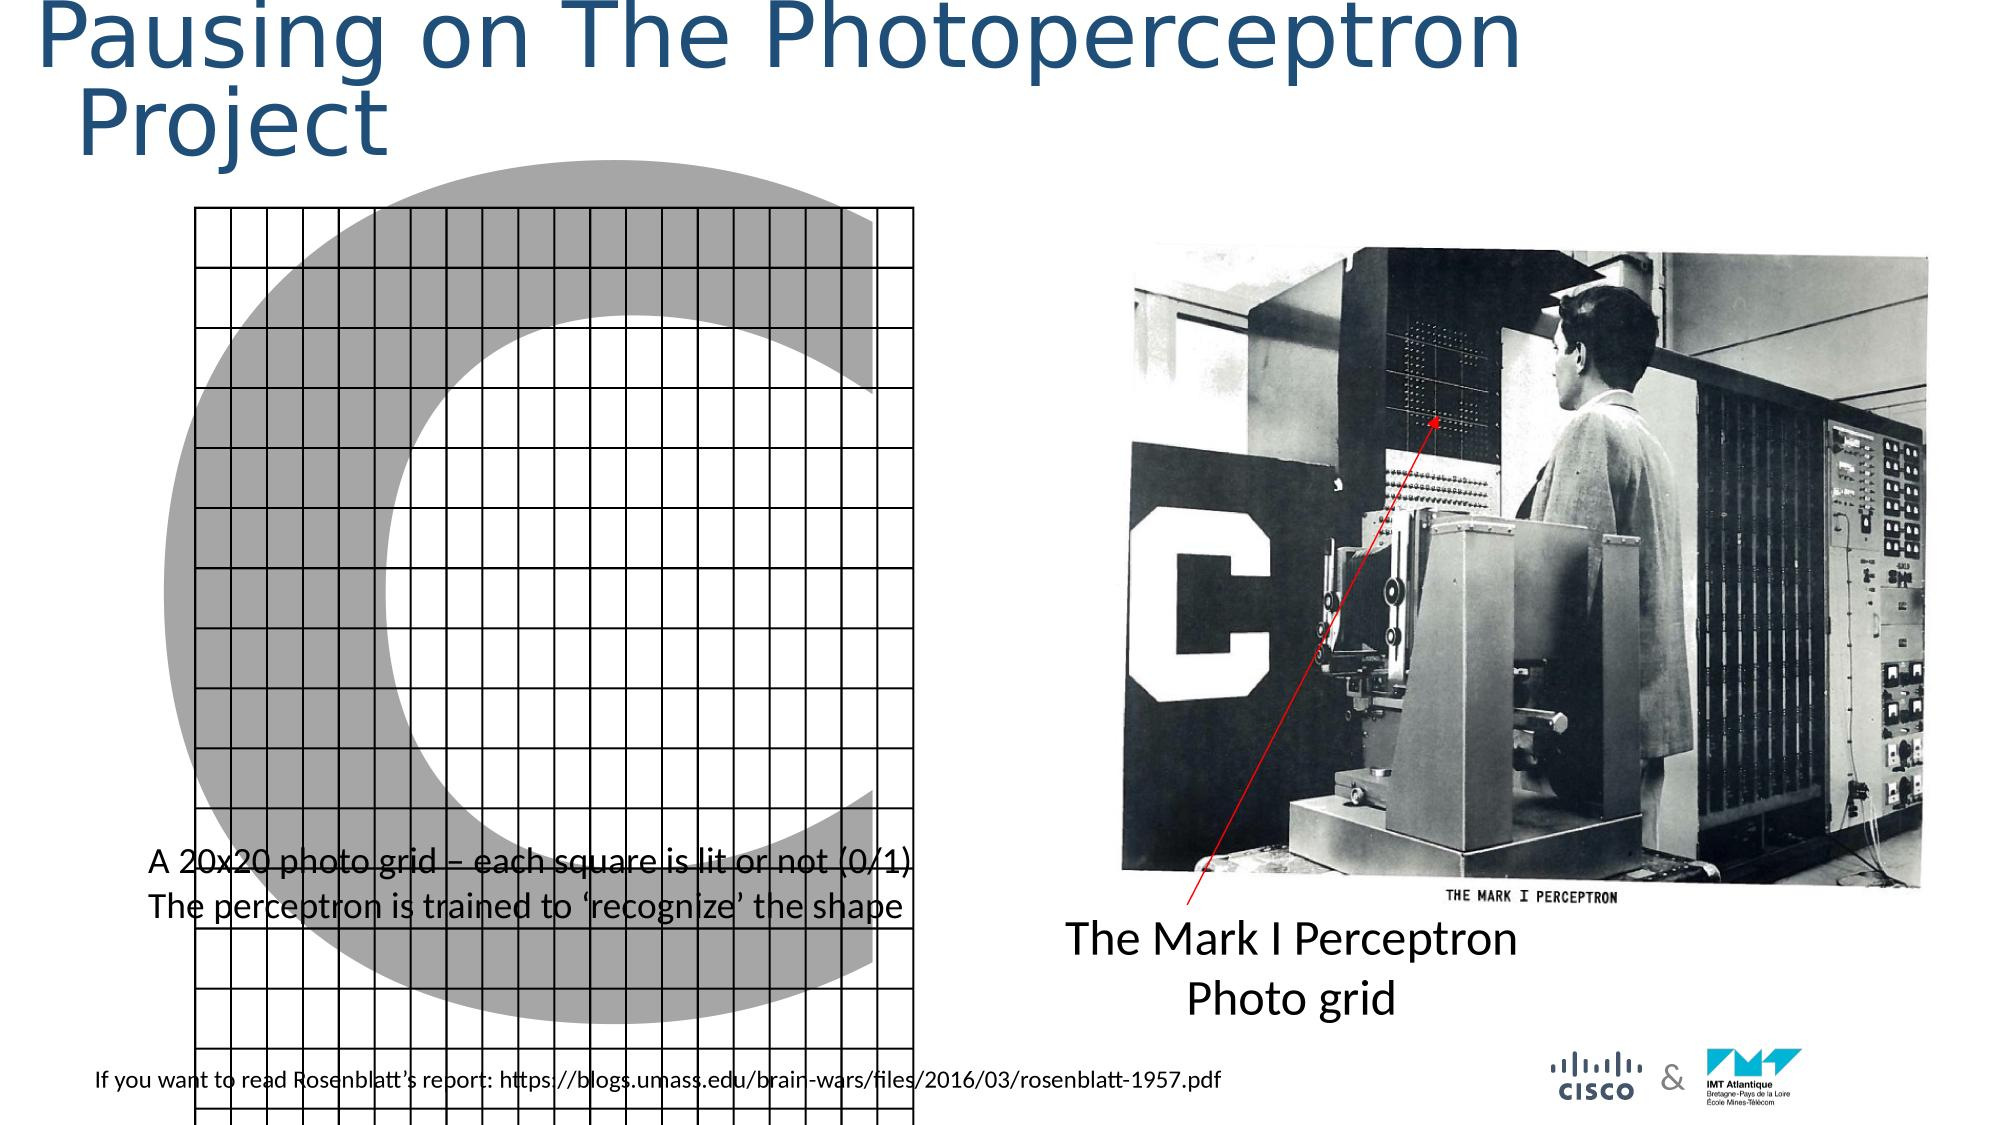 Pausing on The Photoperceptron
Project
C
C
A 20x20 photo grid – each square is lit or not (0/1)
The perceptron is trained to ‘recognize’ the shape
THE MARK I PERCEPTRON
The Mark I Perceptron
Photo grid
If you want to read Rosenblatt’s report: https://blogs.umass.edu/brain-wars/files/2016/03/rosenblatt-1957.pdf
CISCO & IMT Atlantique
Bretagne-Pays de la Loire
École Mines-Télécom